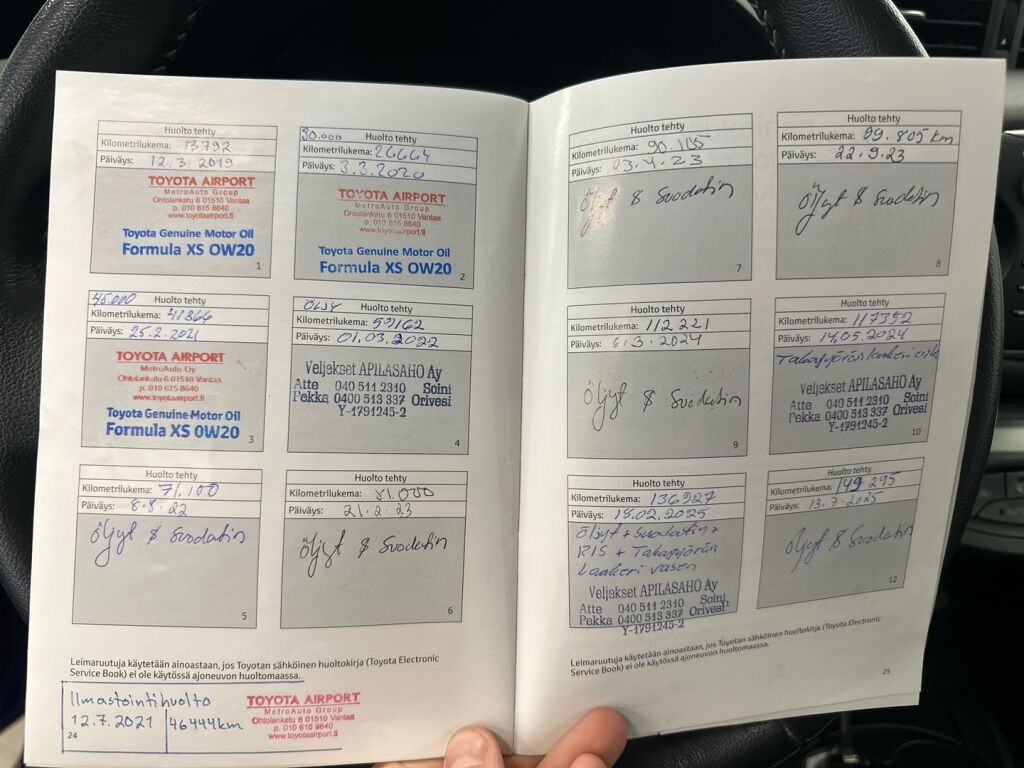 Huolto tehty
Kilometrilukema: 13792
Päiväys: 12.3.2019
TOYOTA AIRPORT
MetroAuto Group
Ohtolankatu 6 01510 Vantaa
p. 010 615 8640
www.toyotaairport.fi
Toyota Genuine Motor Oil
Formula XS 0W20
1
30.000 Huolto tehty
Kilometrilukema: 26664
Päiväys: 3.3.2020
TOYOTA AIRPORT
MetroAuto Group
Ohtolankatu 6 01510 Vantaa
p. 010 615 8640
www.toyotaairport.fi
Toyota Genuine Motor Oil
Formula XS 0W20
2
45.000 Huolto tehty
Kilometrilukema: 41866
Päiväys: 25.2.2021
TOYOTA AIRPORT
MetroAuto Oy
Ohtolankatu 6 01510 Vantaa
p. 010 615 8640
www.toyotaairport.fi
Toyota Genuine Motor Oil
Formula XS 0W20
3
Huolto tehty
Kilometrilukema: 59162
Päiväys: 01.03.2022
Veljekset APILASAHO Ay
Atte 040 511 2310 Soini
Pekka 0400 513 337 Orivesi
Y-1791245-2
4
Huolto tehty
Kilometrilukema: 71.100
Päiväys: 8.8.22
öljyt & Suodatin
5
Huolto tehty
Kilometrilukema: 81.000
Päiväys: 21.2.23
öljyt & Suodatin
6
Leimaruutuja käytetään ainoastaan, jos Toyotan sähköinen huoltokirja (Toyota Electronic
Service Book) ei ole käytössä ajoneuvon huoltomaassa.
Ilmastointihuolto
12.7.2021 46444km
TOYOTA AIRPORT
MetroAuto Group
Ohtolankatu 6 01510 Vantaa
p. 010 615 8640
www.toyotaairport.fi
24
Huolto tehty
Kilometrilukema: 90.105
Päiväys: 23.4.23
öljyt & Suodatin
7
Huolto tehty
Kilometrilukema: 99.805 km
Päiväys: 22.9.23
öljyt & Suodatin
8
Huolto tehty
Kilometrilukema: 112 221
Päiväys: 6.3.2024
öljyt & Suodatin
9
Huolto tehty
Kilometrilukema: 117392
Päiväys: 14.05.2024
Takapyörän laakeri oik
Veljekset APILASAHO Ay
Atte 040 511 2310 Soini
Pekka 0400 513 337 Orivesi
Y-1791245-2
10
Huolto tehty
Kilometrilukema: 136927
Päiväys: 18.02.2025
Öljyt + Suodatin +
+ Takapyörän
Laakeri vasen
Veljekset APILASAHO Ay
Atte 040 511 2310 Soini
Pekka 0400 513 337 Orivesi
Y-1791245-2
Huolto tehty
Kilometrilukema: 149 295
Päiväys: 13.7.2025
öljyt & Suodatin
12
Leimaruutuja käytetään ainoastaan, jos Toyotan sähköinen huoltokirja (Toyota Electronic
Service Book) ei ole käytössä ajoneuvon huoltomaassa.
25